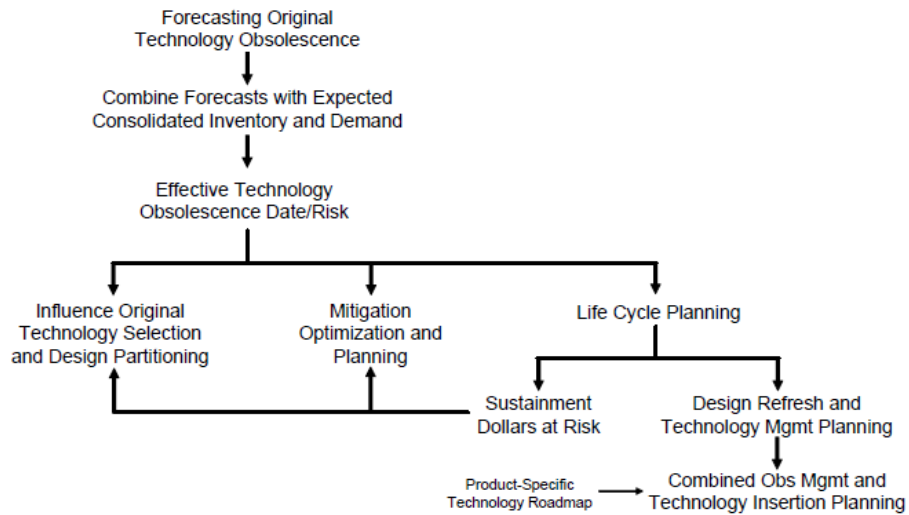 Forecasting Original
Technology Obsolescence
Combine Forecasts with Expected
Consolidated Inventory and Demand
Effective Technology
Obsolescence Date/Risk
Influence Original
Technology Selection
and Design Partitioning
Mitigation
Optimization and
Planning
Life Cycle Planning
Sustainment
Dollars at Risk
Design Refresh and
Technology Mgmt Planning
Product-Specific
Technology Roadmap
Combined Obs Mgmt and
Technology Insertion Planning